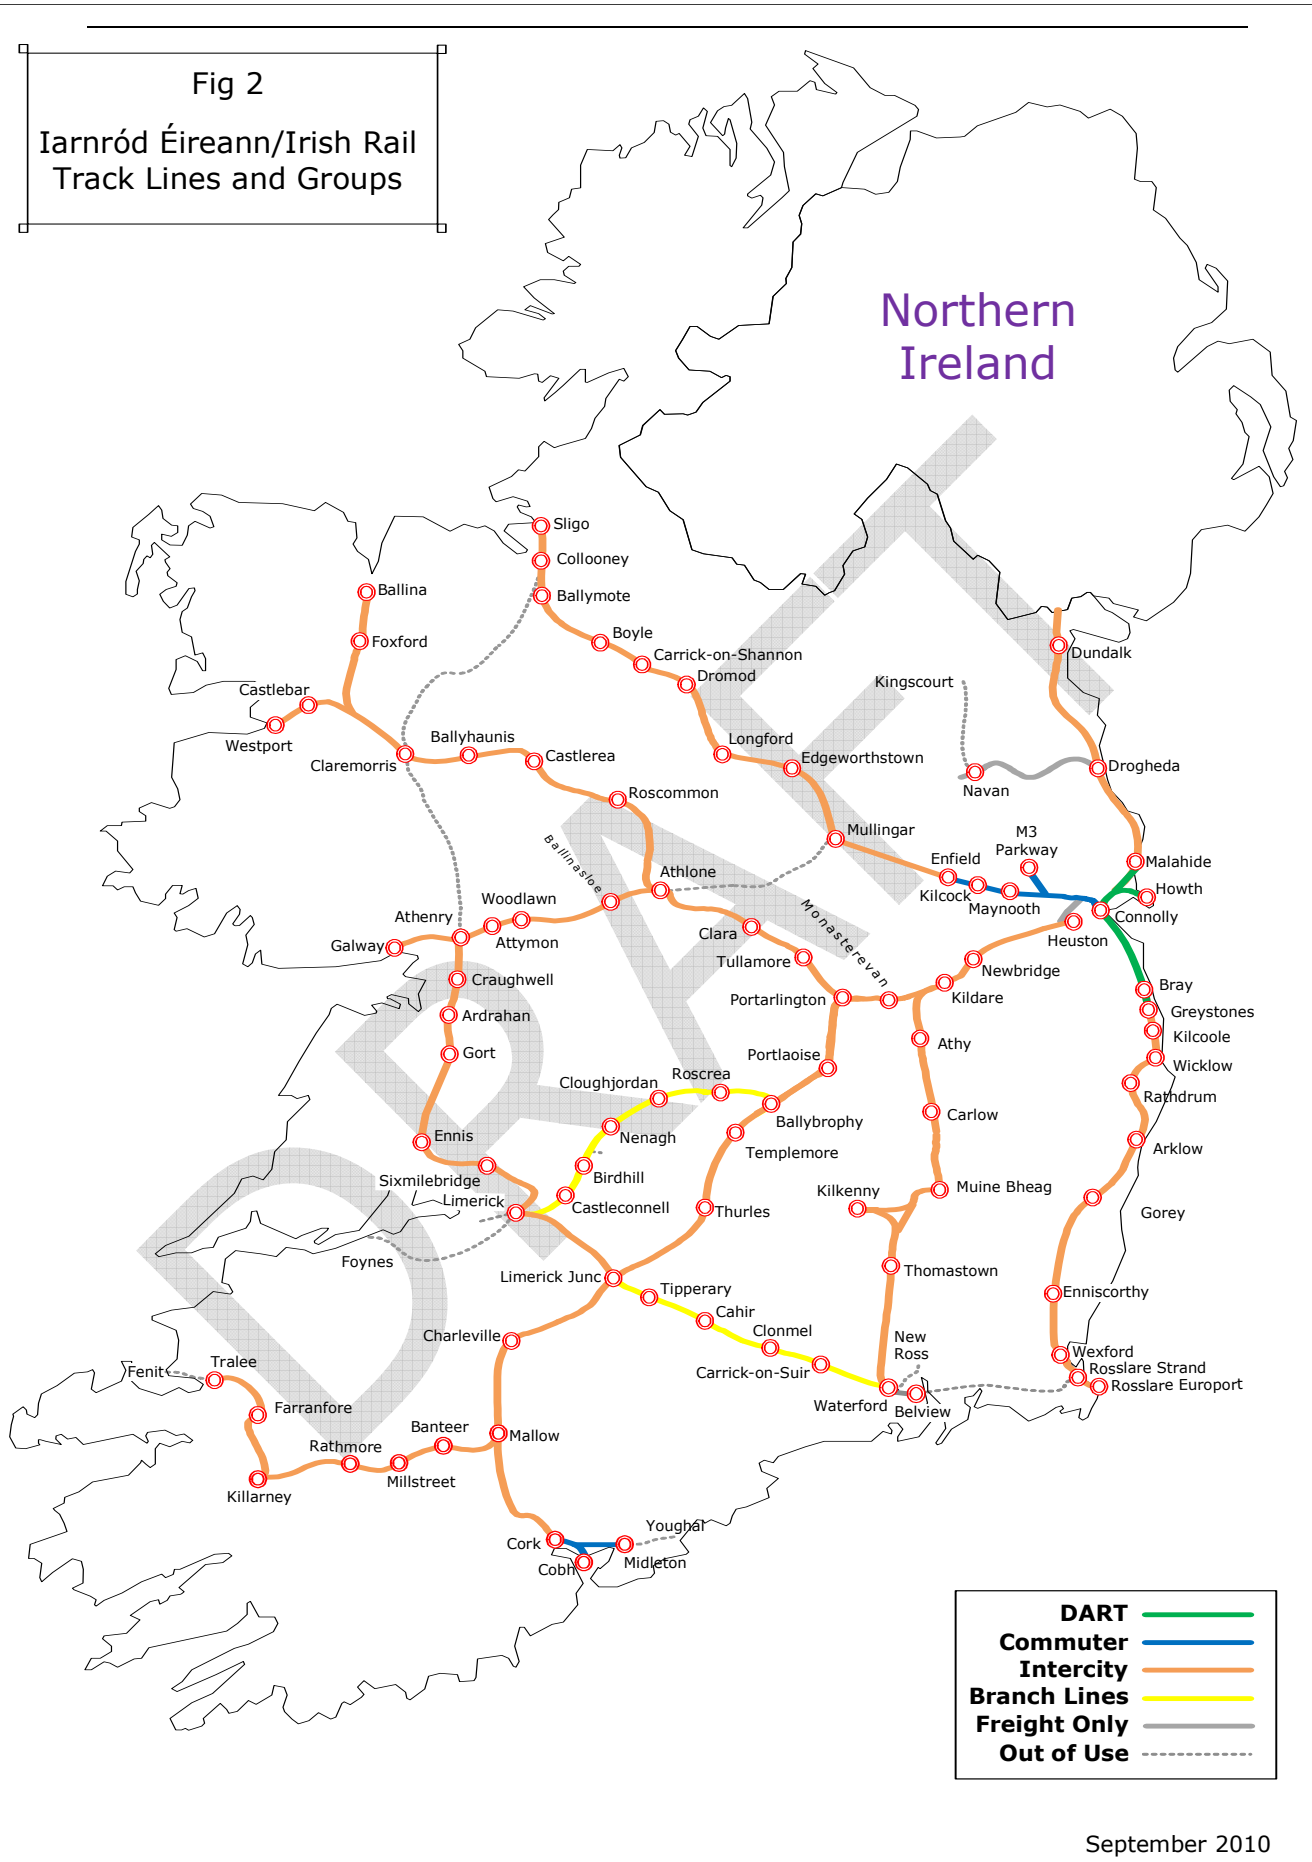 Fig 2
Iarnród Éireann/Irish Rail
Track Lines and Groups
Northern
Ireland
DRAFT
Sligo
Collooney
Ballina
Ballymote
Foxford
Boyle
Carrick-on-Shannon
Dundalk
Dromod
Kingscourt
Castlebar
Westport
Ballyhaunis
Longford
Claremorris
Castlerea
Edgeworthstown
Drogheda
Navan
Roscommon
Mullingar
M3
Parkway
Ballinasloe
Enfield
Malahide
Athlone
Kilcock
Howth
Woodlawn
Maynooth
Monasterevan
Connolly
Athenry
Galway
Attymon
Clara
Heuston
Tullamore
Newbridge
Craughwell
Portarlington
Kildare
Bray
Ardrahan
Greystones
Kilcoole
Gort
Portlaoise
Athy
Wicklow
Roscrea
Cloughjordan
Rathdrum
Ballybrophy
Carlow
Ennis
Nenagh
Templemore
Arklow
Sixmilebridge
Birdhill
Kilkenny
Muine Bheag
Limerick
Castleconnell
Thurles
Gorey
Foynes
Limerick Junc
Thomastown
Tipperary
Enniscorthy
Cahir
Charleville
Clonmel
New
Ross
Wexford
Fenit
Tralee
Carrick-on-Suir
Rosslare Strand
Rosslare Europort
Farranfore
Waterford
Belview
Banteer
Mallow
Rathmore
Millstreet
Killarney
Youghal
Cork
Cobh
Midleton
DART
Commuter
Intercity
Branch Lines
Freight Only
Out of Use
September 2010